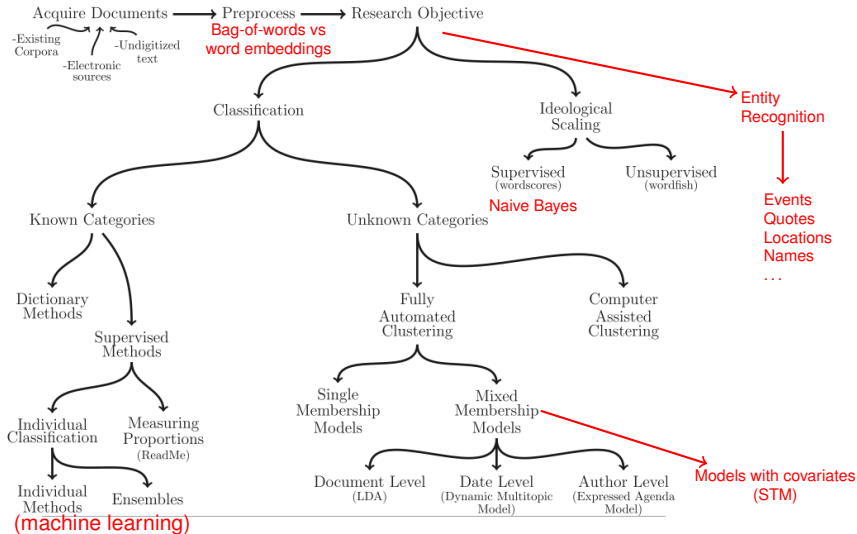 Acquire Documents
Preprocess
Research Objective
-Existing
Corpora
-Electronic
sources
-Undigitized
text
Bag-of-words vs
word embeddings
Classification
Ideological
Scaling
Entity
Recognition
Supervised
(wordscores)
Naive Bayes
Unsupervised
(wordfish)
Events
Quotes
Locations
Names
...
Known Categories
Unknown Categories
Dictionary
Methods
Supervised
Methods
Fully
Automated
Clustering
Computer
Assisted
Clustering
Individual
Classification
Measuring
Proportions
(ReadMe)
Single
Membership
Models
Mixed
Membership
Models
Individual
Methods
(machine learning)
Ensembles
Document Level
(LDA)
Date Level
(Dynamic Multitopic
Model)
Author Level
(Expressed Agenda
Model)
Models with covariates
(STM)